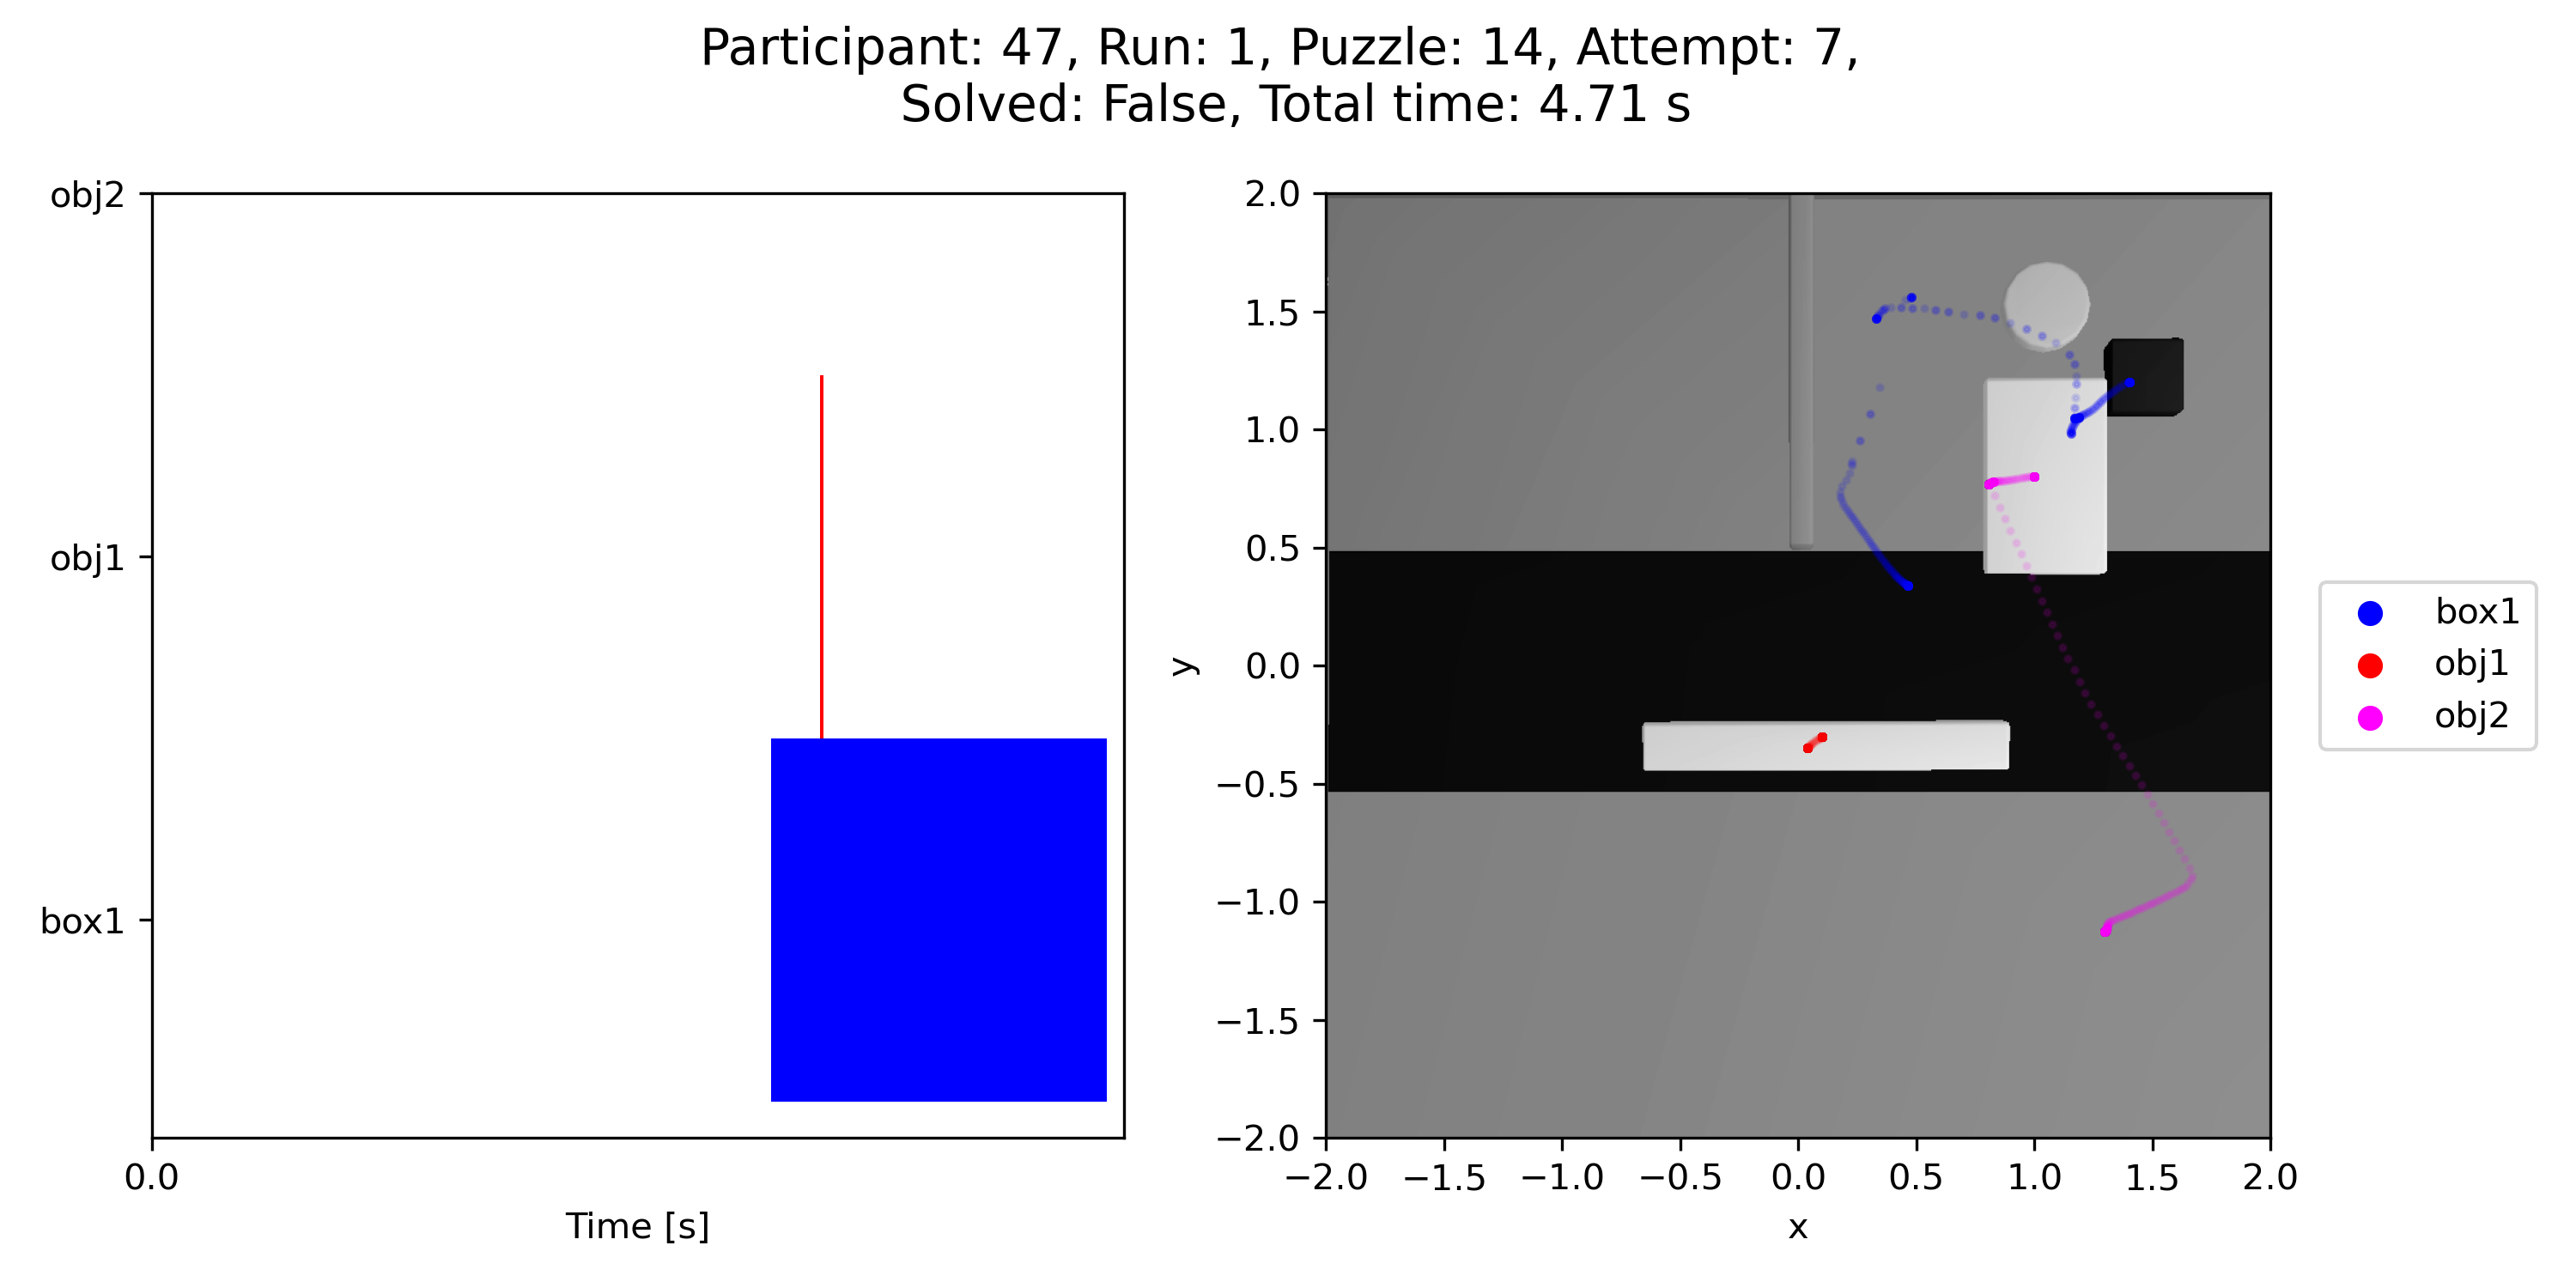 Participant: 47, Run: 1, Puzzle: 14, Attempt: 7,
Solved: False, Total time: 4.71 s
obj2
obj1
box1
0.0
Time [s]
2.0
1.5
1.0
0.5
0.0
−0.5
−1.0
−1.5
−2.0
y
−2.0 −1.5 −1.0 −0.5 0.0 0.5 1.0 1.5 2.0
x
box1
obj1
obj2